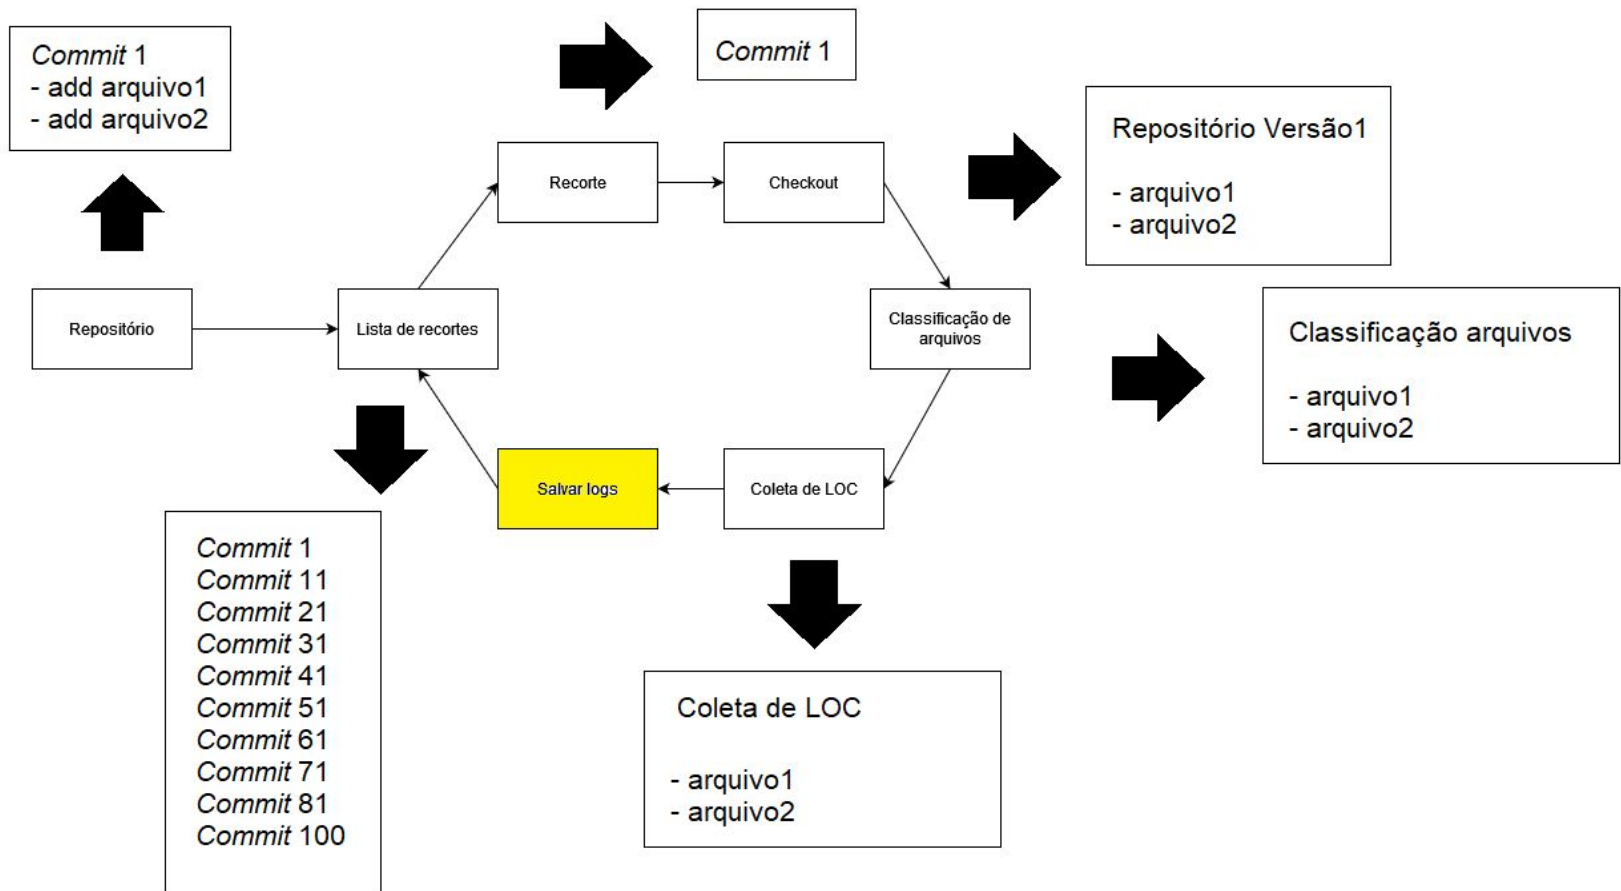 Commit 1
- add arquivo1
- add arquivo2
Commit 1
Repositório Versão1
- arquivo1
- arquivo2
Recorte
Checkout
Repositório
Lista de recortes
Classificação de
arquivos
Classificação arquivos
- arquivo1
- arquivo2
Salvar logs
Coleta de LOC
Commit 1
Commit 11
Commit 21
Commit 31
Commit 41
Commit 51
Commit 61
Commit 71
Commit 81
Commit 100
Coleta de LOC
- arquivo1
- arquivo2